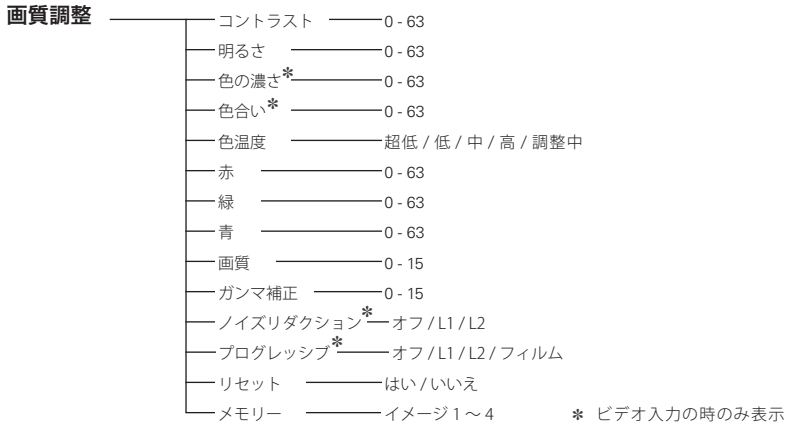 画質調整
コントラスト 0 - 63
明るさ 0 - 63
色の濃さ✻ 0 - 63
色合い✻ 0 - 63
色温度 超低 / 低 / 中 / 高 / 調整中
赤 0 - 63
緑 0 - 63
青 0 - 63
画質 0 - 15
ガンマ補正 0 - 15
ノイズリダクション✻ オフ / L1 / L2
プログレッシブ✻ オフ / L1 / L2 / フィルム
リセット はい / いいえ
メモリー イメージ 1 〜 4
✻ ビデオ入力の時のみ表示